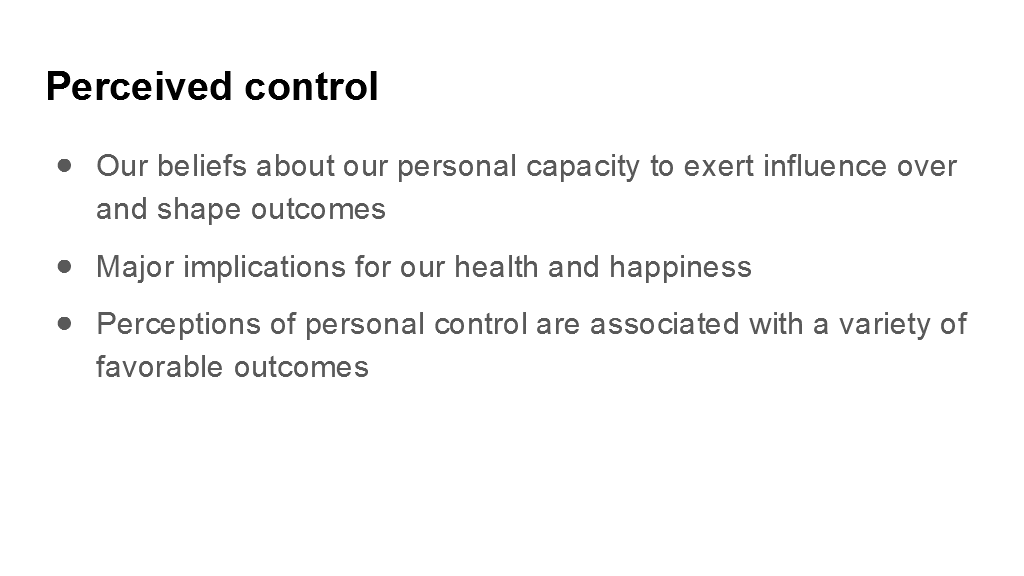 Perceived control
● Our beliefs about our personal capacity to exert influence over
and shape outcomes
● Major implications for our health and happiness
● Perceptions of personal control are associated with a variety of
favorable outcomes